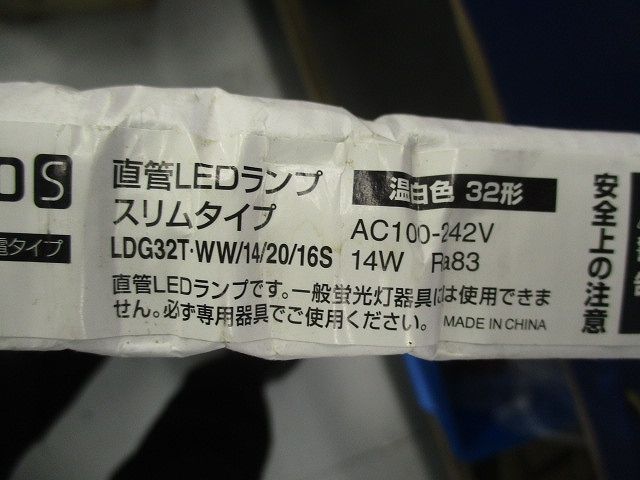 S
電タイプ
直管LEDランプ
スリムタイプ
LDG32T·WW/14/20/16S
温白色 32形
AC100-242V
14W Ra83
直管LEDランプです。一般蛍光灯器具には使用できま
せん。必ず専用器具でご使用ください。
MADE IN CHINA
安全上の注意